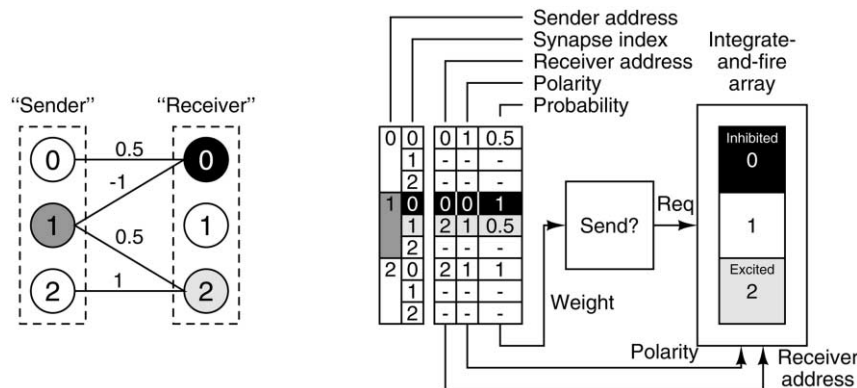 "Sender"
"Receiver"
0
0.5
0
-1
1
0.5
1
2
1
2
Sender address
Synapse index
Receiver address
Polarity
Probability
Integrate-
and-fire
array
0 0 0 1 0.5
1 - - -
2 - - -
1 0 0 0 1
1 2 1 0.5
2 - - -
2 0 2 1 1
1 - - -
2 - - -
Send?
Req
Weight
Inhibited
0
1
Excited
2
Polarity
Receiver
address